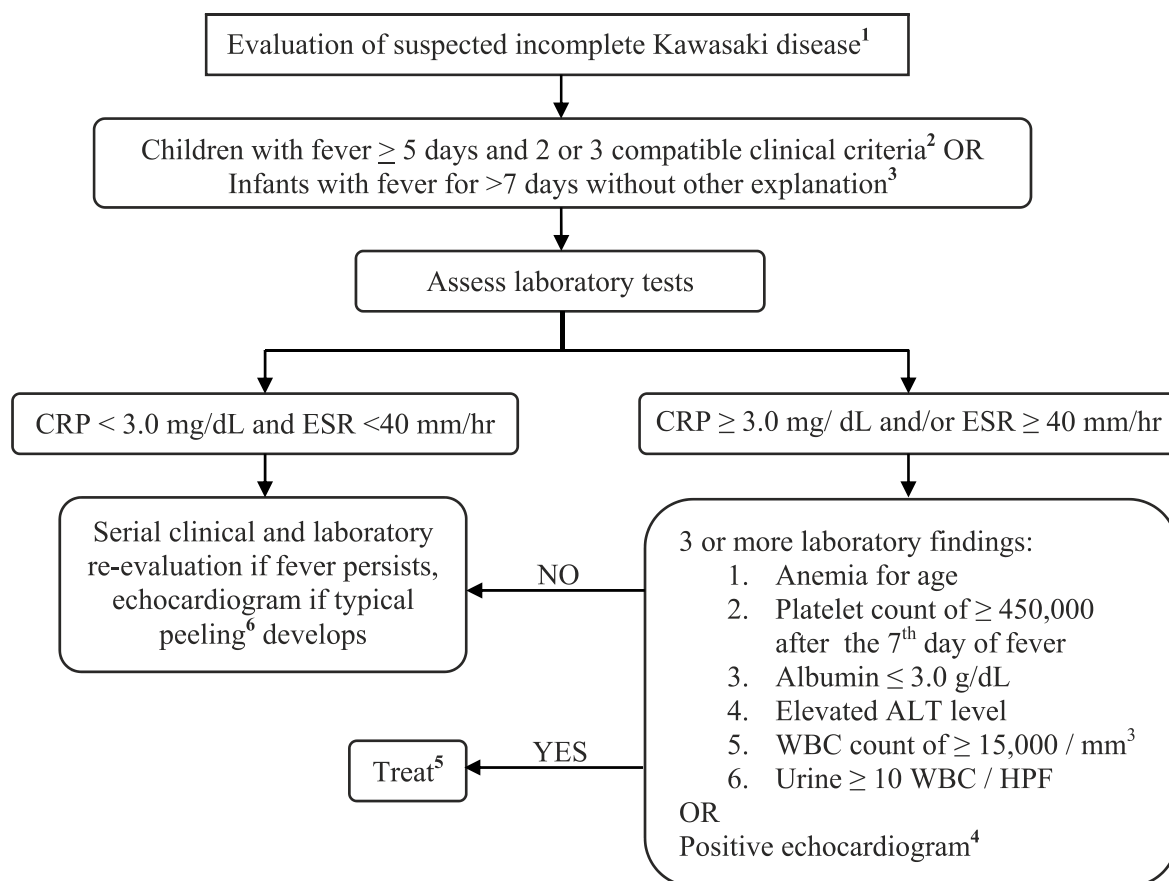 Evaluation of suspected incomplete Kawasaki disease¹
Children with fever ≥ 5 days and 2 or 3 compatible clinical criteria² OR
Infants with fever for >7 days without other explanation³
Assess laboratory tests
CRP < 3.0 mg/dL and ESR <40 mm/hr
CRP ≥ 3.0 mg/ dL and/or ESR ≥ 40 mm/hr
Serial clinical and laboratory
re-evaluation if fever persists,
echocardiogram if typical
peeling⁶ develops
NO
3 or more laboratory findings:
1. Anemia for age
2. Platelet count of ≥ 450,000
after the 7th day of fever
3. Albumin ≤ 3.0 g/dL
4. Elevated ALT level
5. WBC count of ≥ 15,000 / mm³
6. Urine ≥ 10 WBC / HPF
OR
Positive echocardiogram⁴
YES
Treat⁵